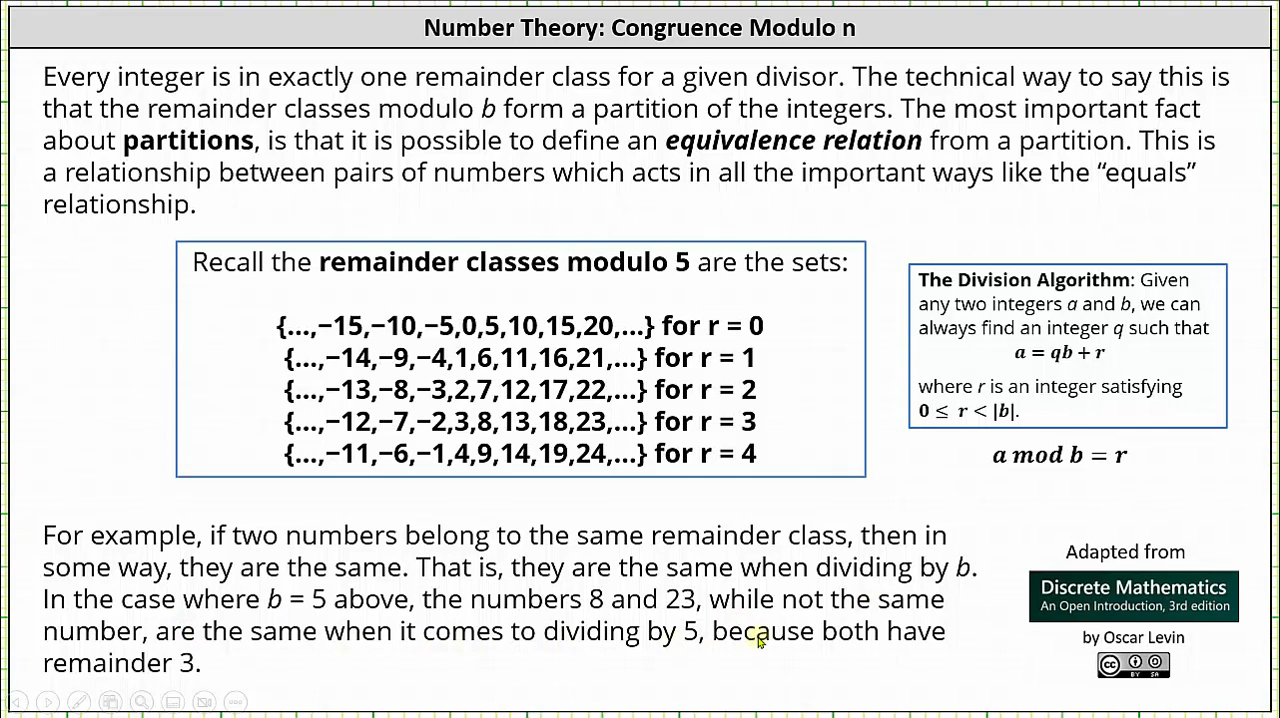 Number Theory: Congruence Modulo n
Every integer is in exactly one remainder class for a given divisor. The technical way to say this is
that the remainder classes modulo b form a partition of the integers. The most important fact
about partitions, is that it is possible to define an equivalence relation from a partition. This is
a relationship between pairs of numbers which acts in all the important ways like the “equals”
relationship.
Recall the remainder classes modulo 5 are the sets:
{…,−15,−10,−5,0,5,10,15,20,…} for r = 0
{…,−14,−9,−4,1,6,11,16,21,…} for r = 1
{…,−13,−8,−3,2,7,12,17,22,…} for r = 2
{…,−12,−7,−2,3,8,13,18,23,…} for r = 3
{…,−11,−6,−1,4,9,14,19,24,…} for r = 4
The Division Algorithm: Given
any two integers a and b, we can
always find an integer q such that
a = qb + r
where r is an integer satisfying
0 ≤ r < |b|.
a mod b = r
For example, if two numbers belong to the same remainder class, then in
some way, they are the same. That is, they are the same when dividing by b.
In the case where b = 5 above, the numbers 8 and 23, while not the same
number, are the same when it comes to dividing by 5, because both have
remainder 3.
Adapted from
Discrete Mathematics
An Open Introduction, 3rd edition
by Oscar Levin
CC BY SA